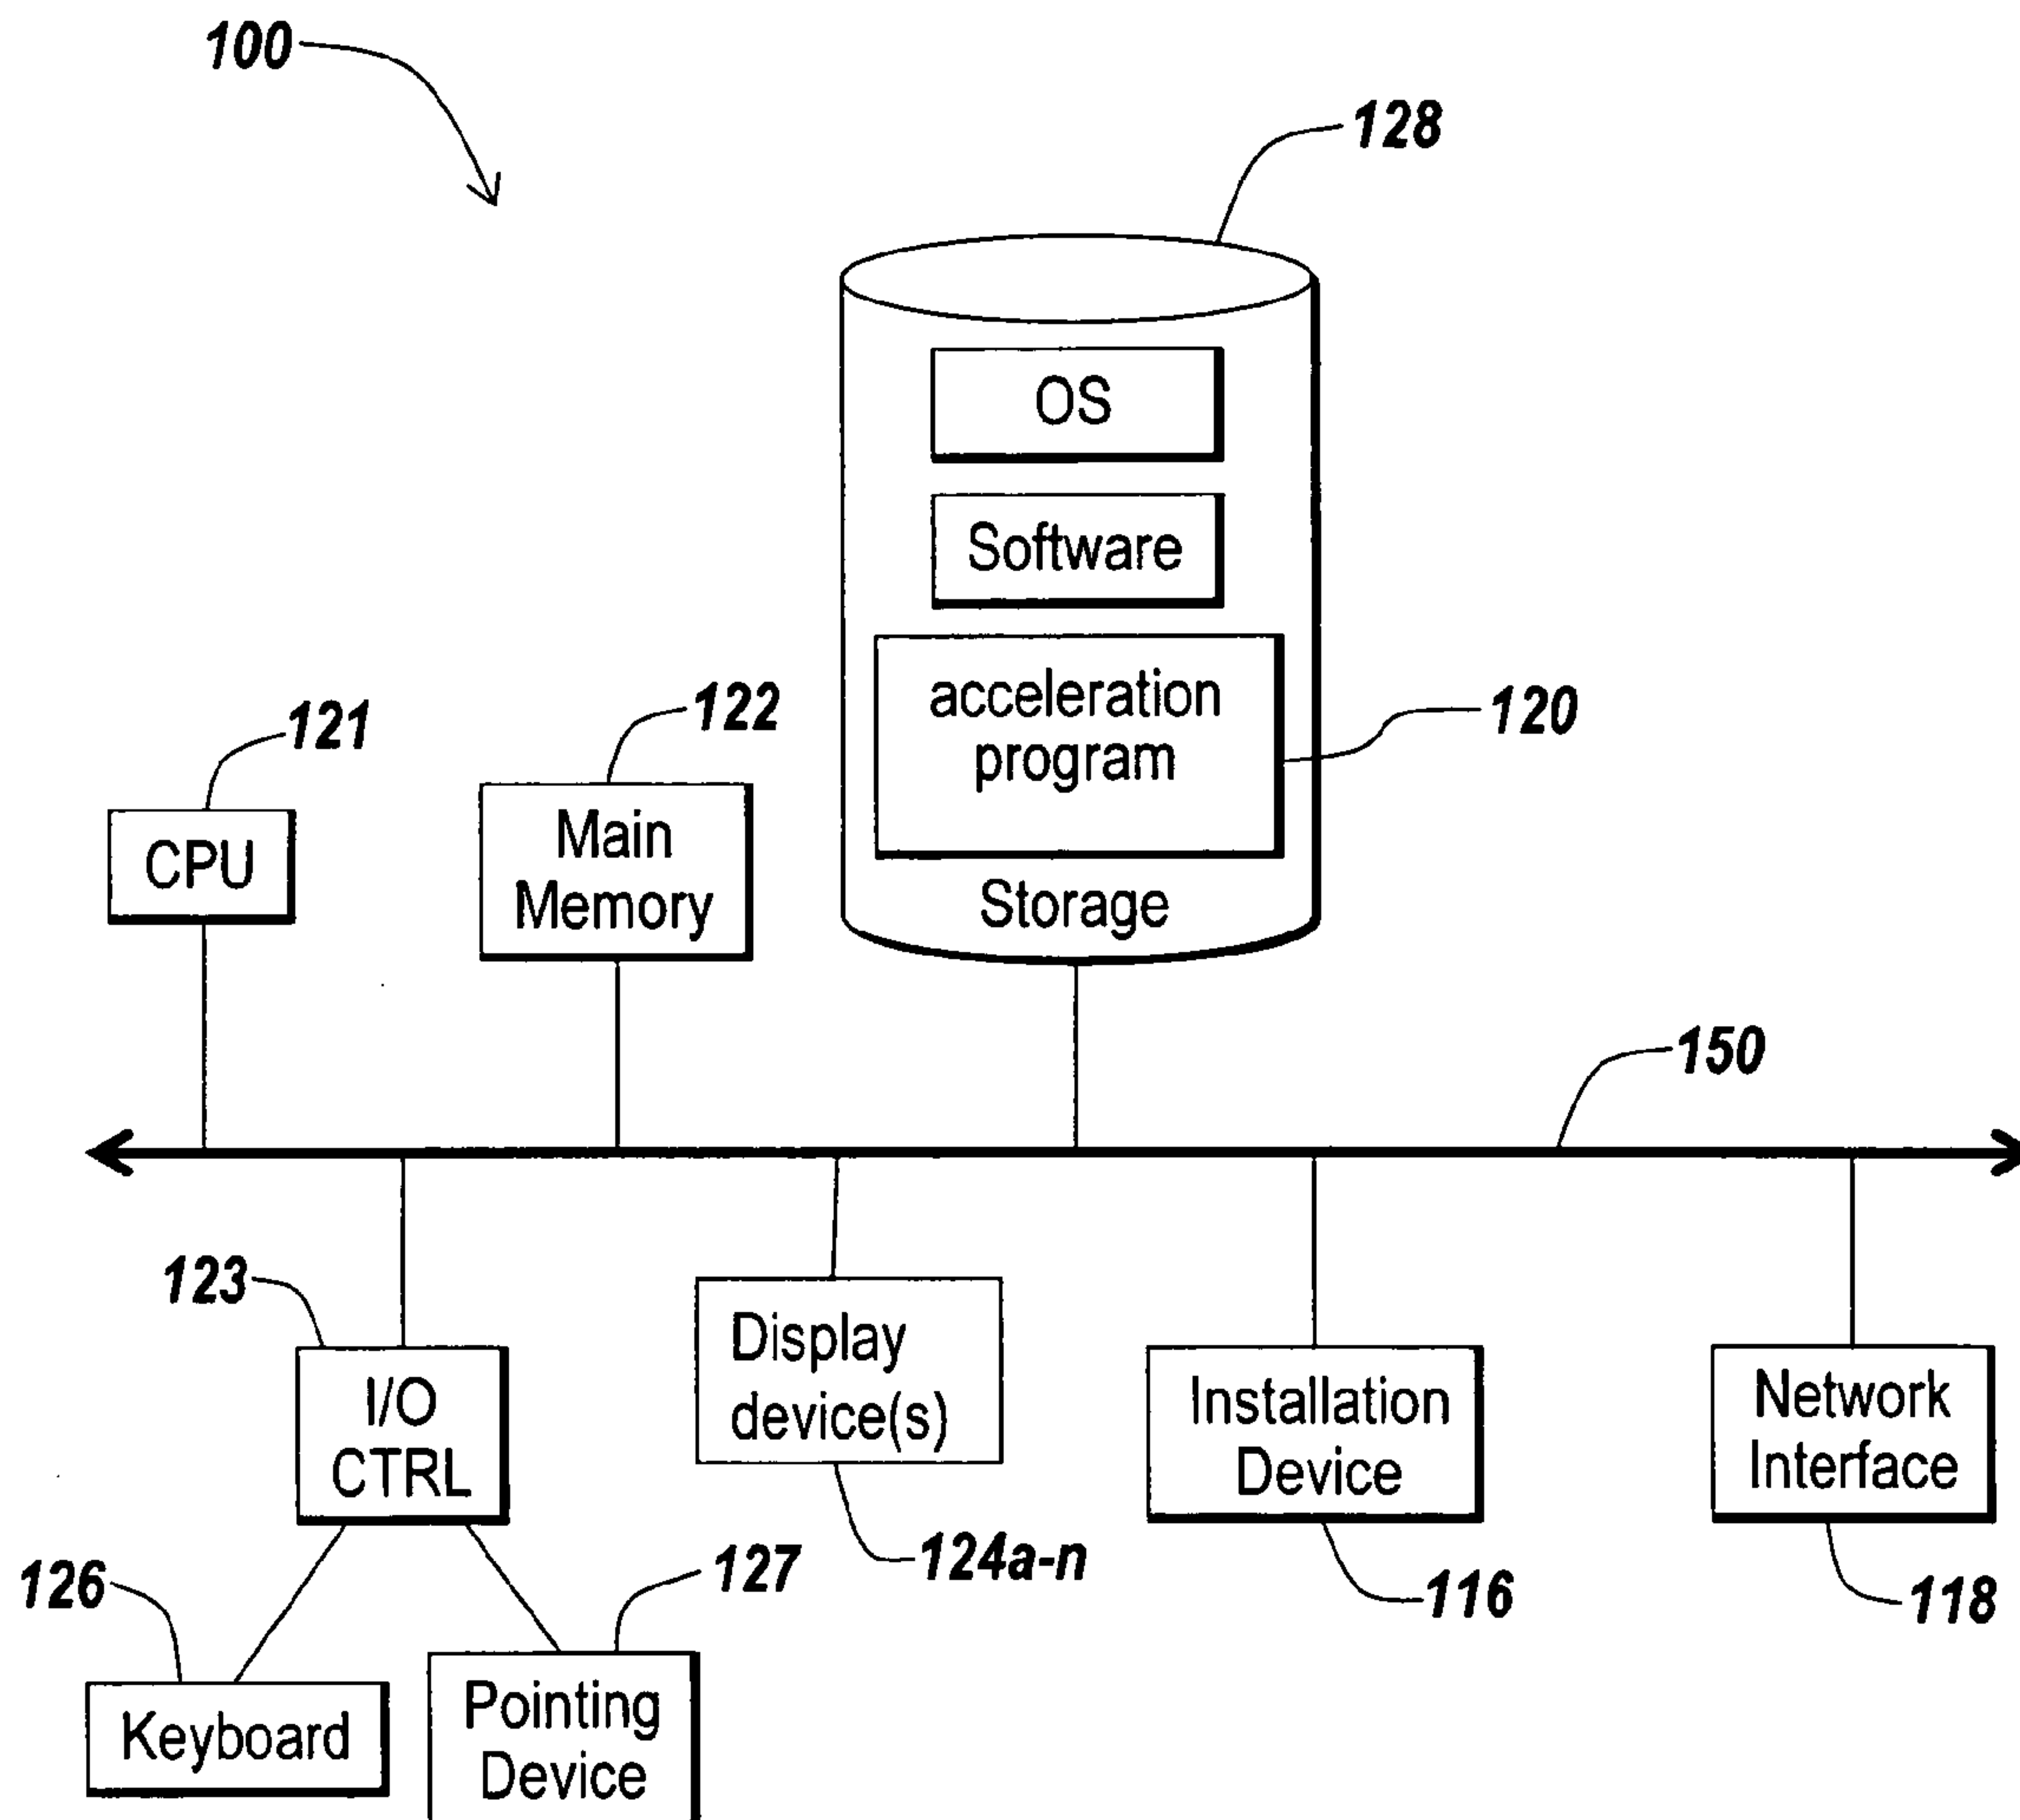 100
128
OS
Software
acceleration
program
120
Storage
121
CPU
122
Main
Memory
150
123
I/O
CTRL
Display
device(s)
124a-n
Installation
Device
116
Network
Interface
118
126
Keyboard
127
Pointing
Device